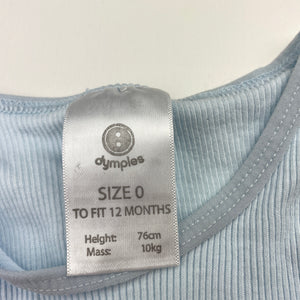 dymples
SIZE 0
TO FIT 12 MONTHS
Height: 76cm
Mass: 10kg